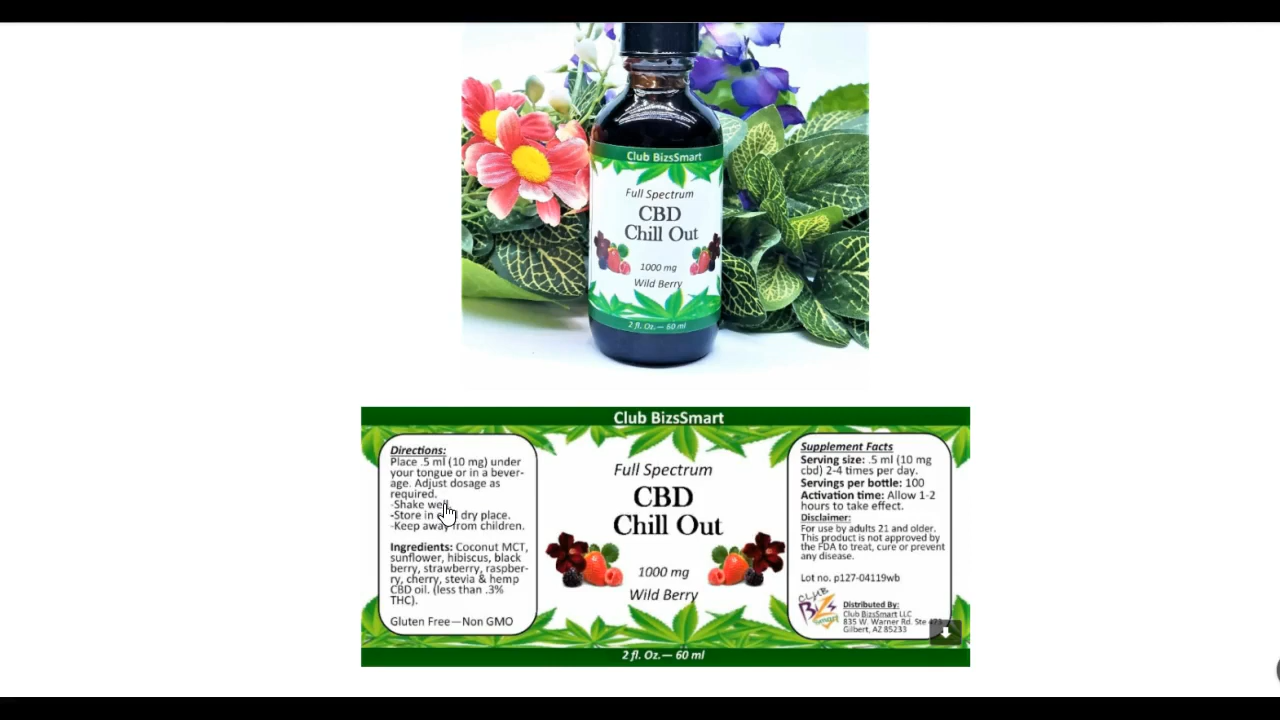 Club BizsSmart
Full Spectrum
CBD
Chill Out
1000 mg
Wild Berry
2 fl. Oz.— 60 ml
Club BizsSmart
Directions:
Place .5 ml (10 mg) under
your tongue or in a bever-
age. Adjust dosage as
required.
-Shake well.
-Store in dry place.
-Keep away from children.
Ingredients: Coconut MCT,
sunflower, hibiscus, black
berry, strawberry, raspber-
ry, cherry, stevia & hemp
CBD oil. (less than .3%
THC).
Gluten Free—Non GMO
Full Spectrum
CBD
Chill Out
1000 mg
Wild Berry
2 fl. Oz.— 60 ml
Supplement Facts
Serving size: .5 ml (10 mg
cbd) 2-4 times per day.
Servings per bottle: 100
Activation time: Allow 1-2
hours to take effect.
Disclaimer:
For use by adults 21 and older.
This product is not approved by
the FDA to treat, cure or prevent
any disease.
Lot no. p127-04119wb
CLUB
BIZS
Smart
Distributed By:
Club BizsSmart LLC
835 W. Warner Rd. Ste
Gilbert, AZ 85233